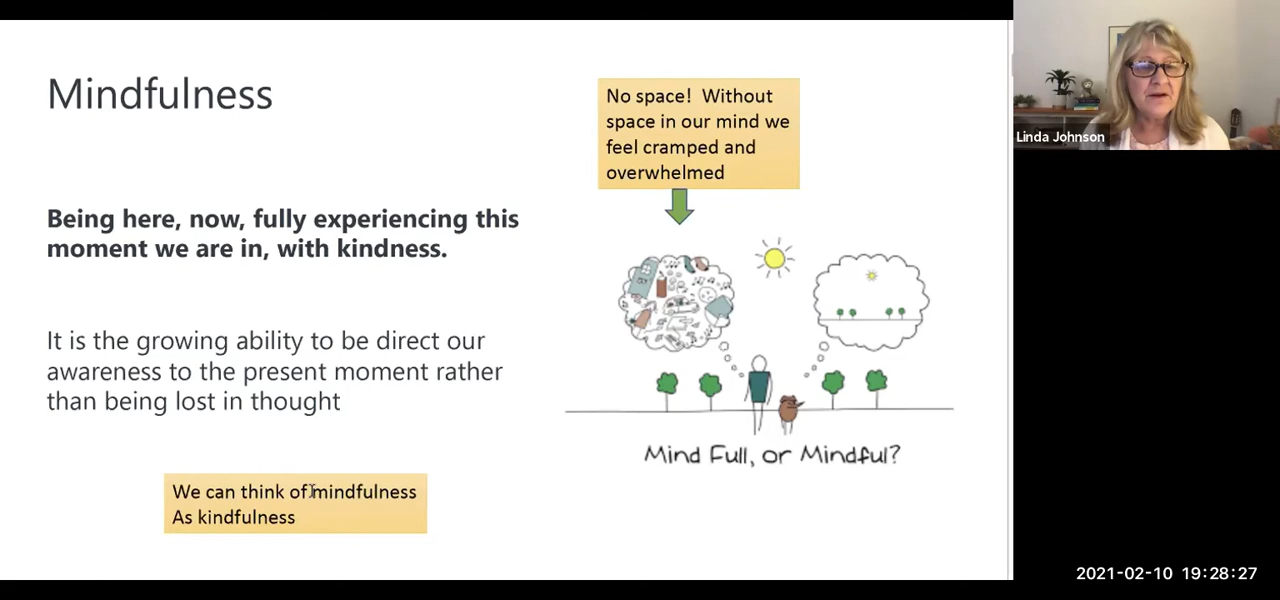 Mindfulness
Being here, now, fully experiencing this
moment we are in, with kindness.
It is the growing ability to be direct our
awareness to the present moment rather
than being lost in thought
We can think of mindfulness
As kindfulness
No space! Without
space in our mind we
feel cramped and
overwhelmed
Mind Full, or Mindful?
Linda Johnson
2021-02-10 19:28:27